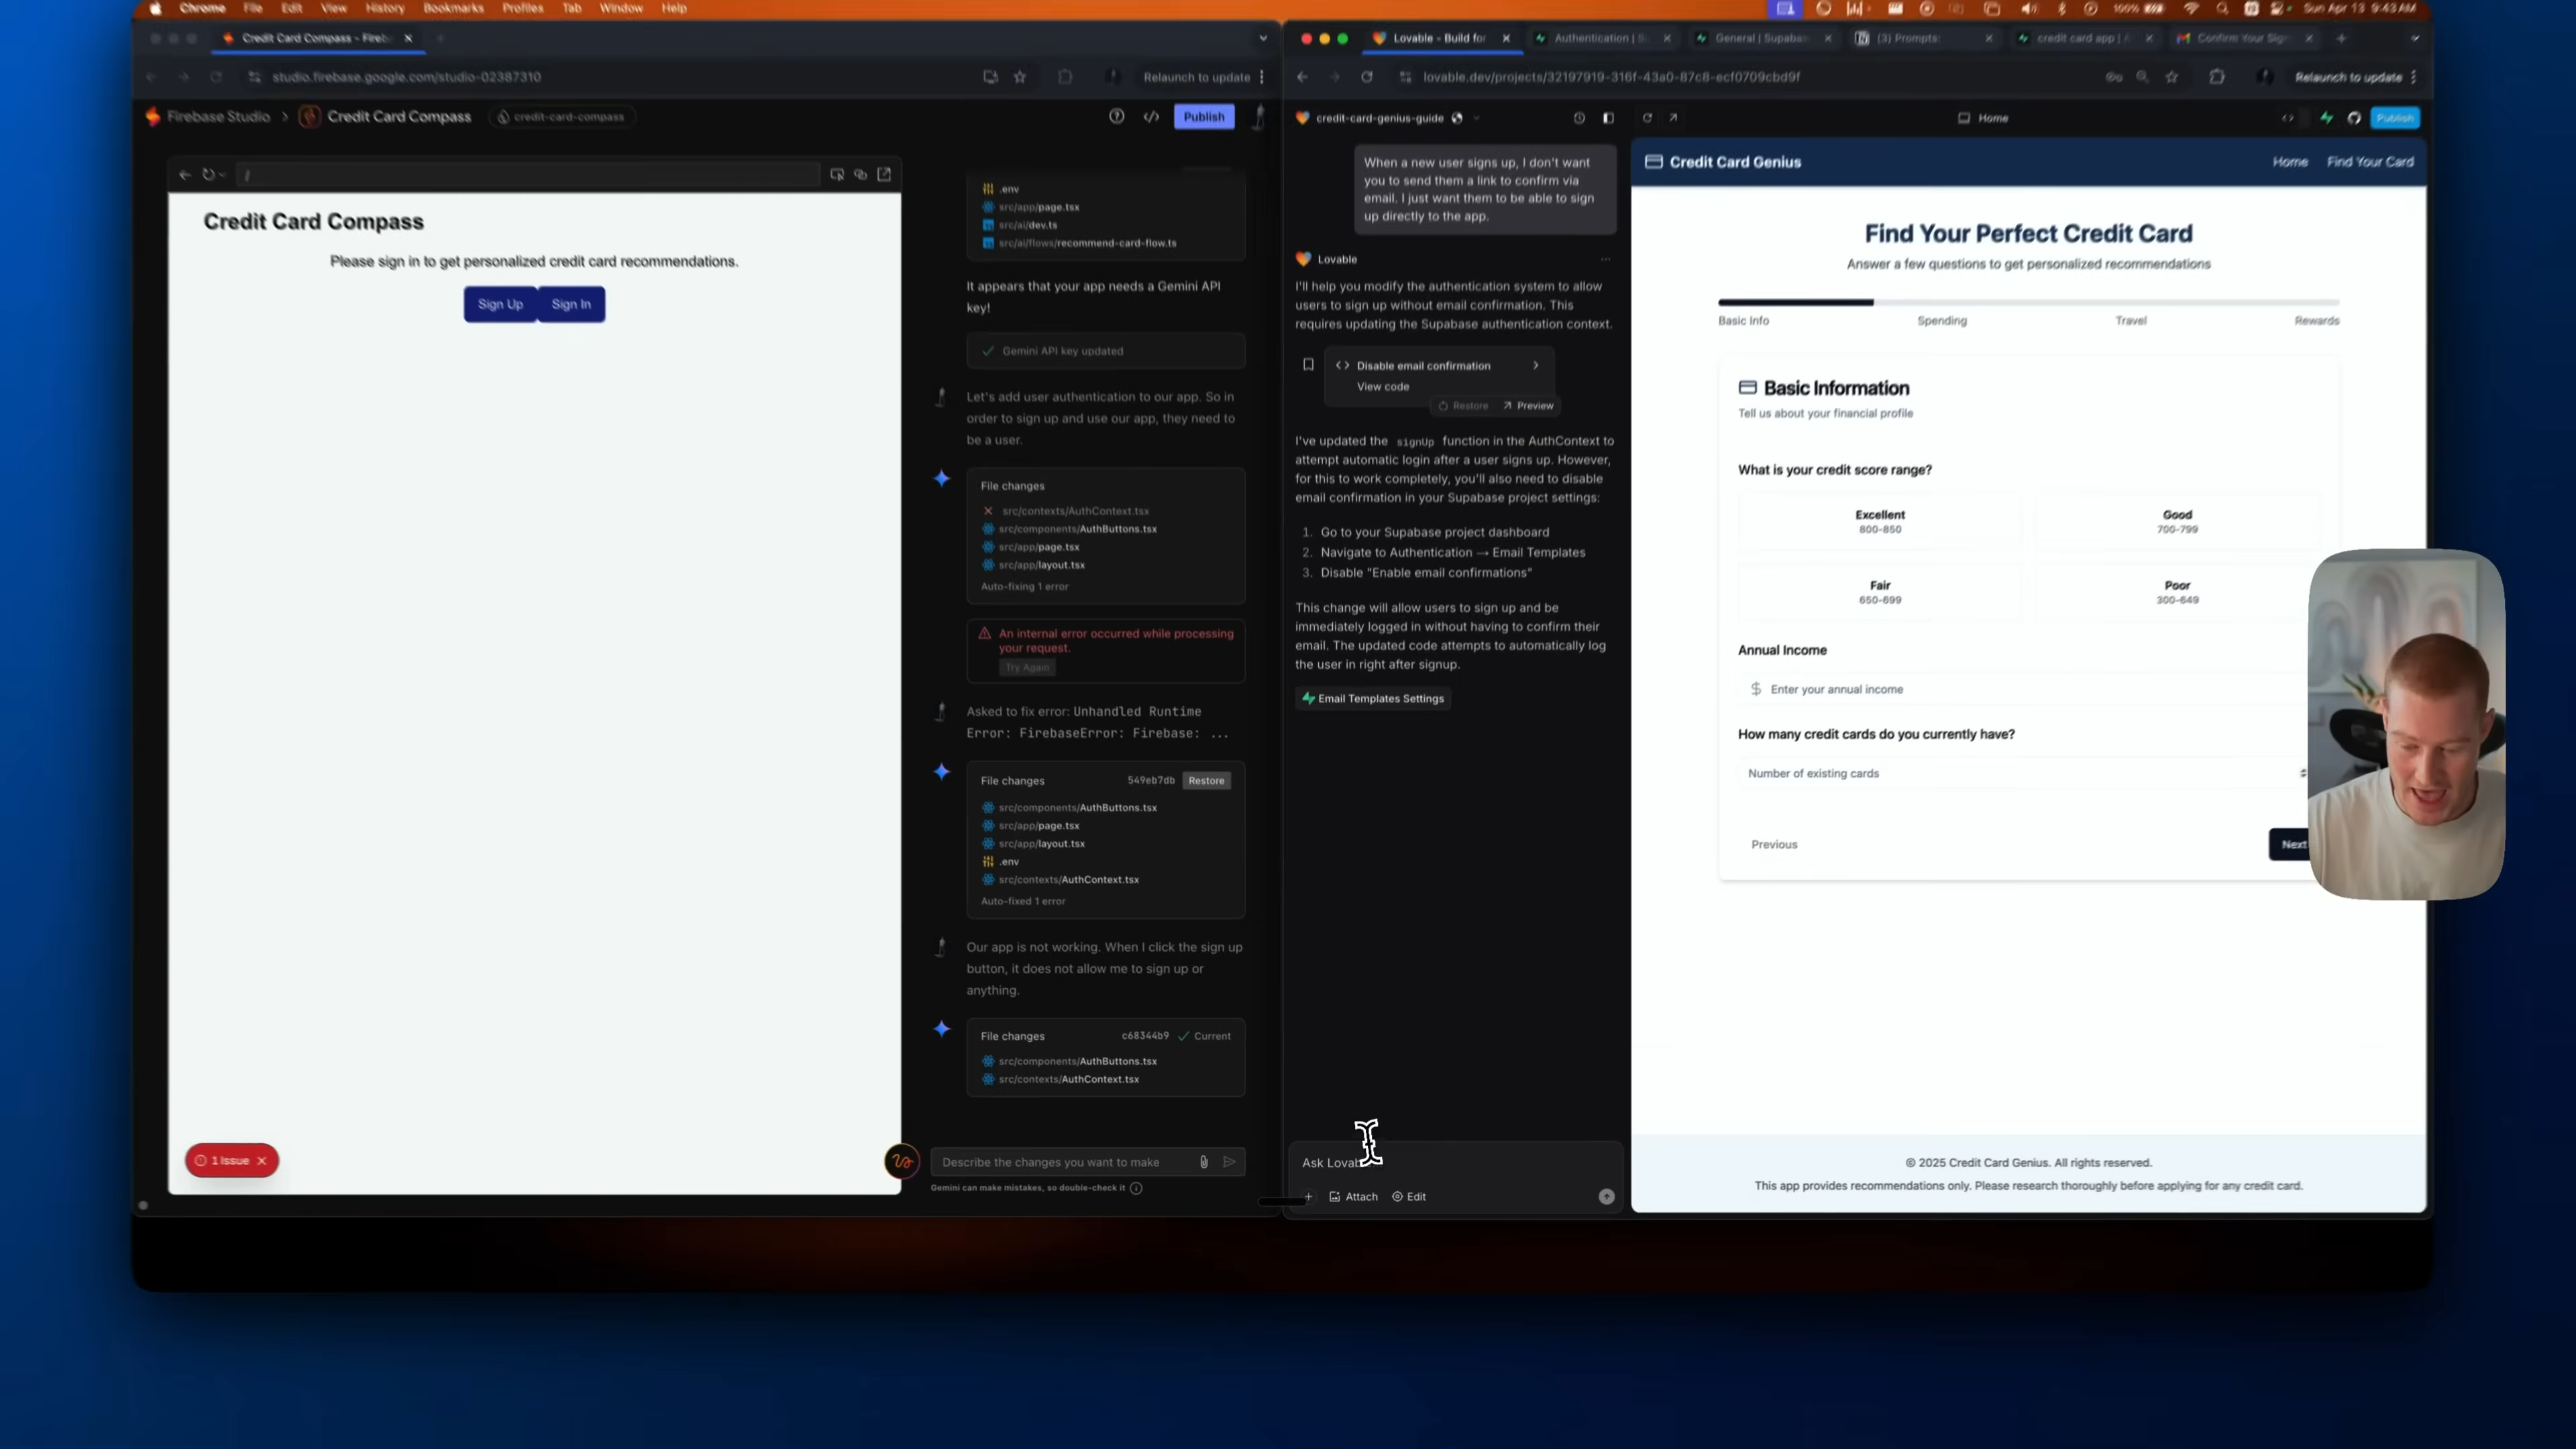 Chrome File Edit View History Bookmarks Profiles Tab Window Help
100% Sun Apr 13 9:43 AM
Credit Card Compass - Fireb
studio.firebase.google.com/studio-02387310
Relaunch to update
Firebase Studio > Credit Card Compass
credit-card-compass
Publish
/
Credit Card Compass
Please sign in to get personalized credit card recommendations.
Sign Up
Sign In
1 Issue
.env
src/app/page.tsx
src/ai/dev.ts
src/ai/flows/recommend-card-flow.ts
It appears that your app needs a Gemini API
key!
Gemini API key updated
Let's add user authentication to our app. So in
order to sign up and use our app, they need to
be a user.
File changes
src/contexts/AuthContext.tsx
src/components/AuthButtons.tsx
src/app/page.tsx
src/app/layout.tsx
Auto-fixing 1 error
An internal error occurred while processing
your request.
Try Again
Asked to fix error: Unhandled Runtime
Error: FirebaseError: Firebase: ...
File changes 549eb7db Restore
src/components/AuthButtons.tsx
src/app/page.tsx
src/app/layout.tsx
.env
src/contexts/AuthContext.tsx
Auto-fixed 1 error
Our app is not working. When I click the sign up
button, it does not allow me to sign up or
anything.
File changes c68344b9 Current
src/components/AuthButtons.tsx
src/contexts/AuthContext.tsx
Describe the changes you want to make
Gemini can make mistakes, so double-check it
Lovable - Build for
Authentication | S
General | Supabas
(3) Prompts:
credit card app |
Confirm Your Sign
lovable.dev/projects/32197919-316f-43a0-87c8-ecf0709cbd9f
Relaunch to update
credit-card-genius-guide
Home
Publish
When a new user signs up, I don't want
you to send them a link to confirm via
email. I just want them to be able to sign
up directly to the app.
Lovable
I'll help you modify the authentication system to allow
users to sign up without email confirmation. This
requires updating the Supabase authentication context.
Disable email confirmation
View code
Restore Preview
I've updated the signUp function in the AuthContext to
attempt automatic login after a user signs up. However,
for this to work completely, you'll also need to disable
email confirmation in your Supabase project settings:
1. Go to your Supabase project dashboard
2. Navigate to Authentication → Email Templates
3. Disable "Enable email confirmations"
This change will allow users to sign up and be
immediately logged in without having to confirm their
email. The updated code attempts to automatically log
the user in right after signup.
Email Templates Settings
Ask Lovab
Attach
Edit
Credit Card Genius
Home Find Your Card
Find Your Perfect Credit Card
Answer a few questions to get personalized recommendations
Basic Info Spending Travel Rewards
Basic Information
Tell us about your financial profile
What is your credit score range?
Excellent
800-850
Good
700-799
Fair
650-699
Poor
300-649
Annual Income
$ Enter your annual income
How many credit cards do you currently have?
Number of existing cards
Previous
Next
© 2025 Credit Card Genius. All rights reserved.
This app provides recommendations only. Please research thoroughly before applying for any credit card.